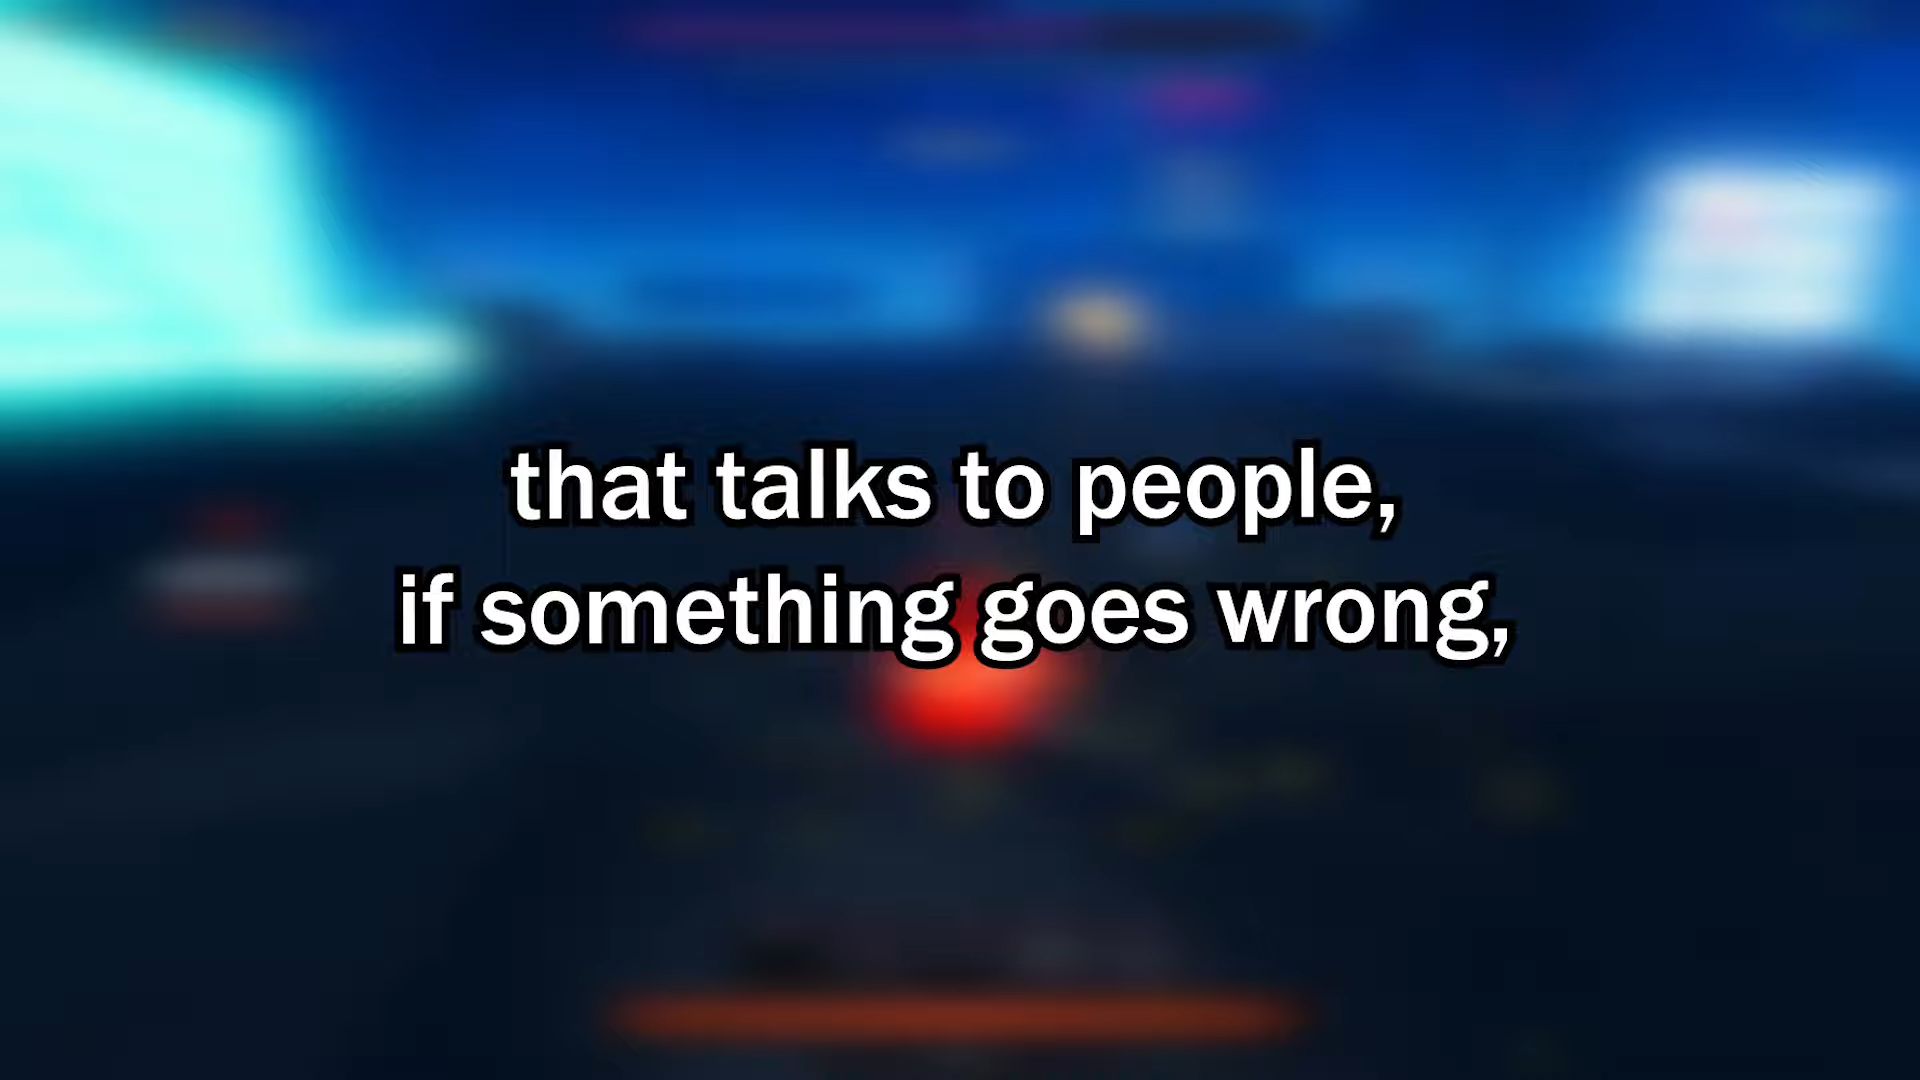 that talks to people,
if something goes wrong,